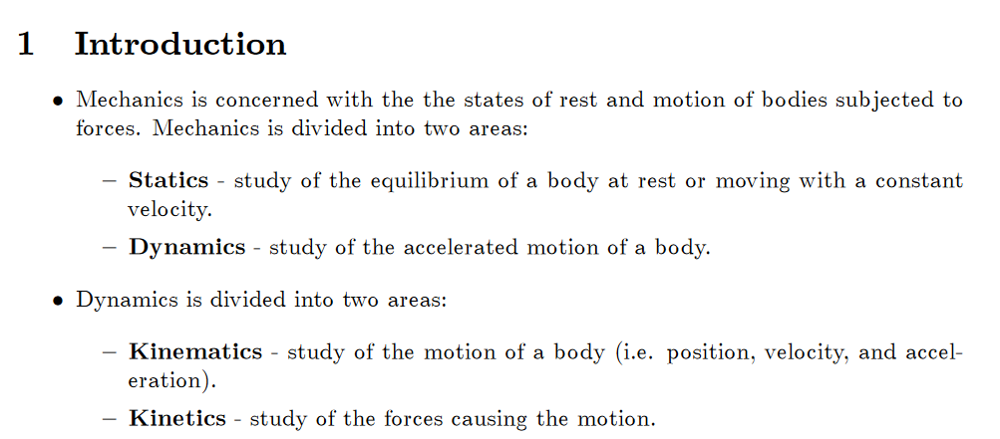 1 Introduction
• Mechanics is concerned with the the states of rest and motion of bodies subjected to
forces. Mechanics is divided into two areas:
– Statics - study of the equilibrium of a body at rest or moving with a constant
velocity.
– Dynamics - study of the accelerated motion of a body.
• Dynamics is divided into two areas:
– Kinematics - study of the motion of a body (i.e. position, velocity, and accel-
eration).
– Kinetics - study of the forces causing the motion.